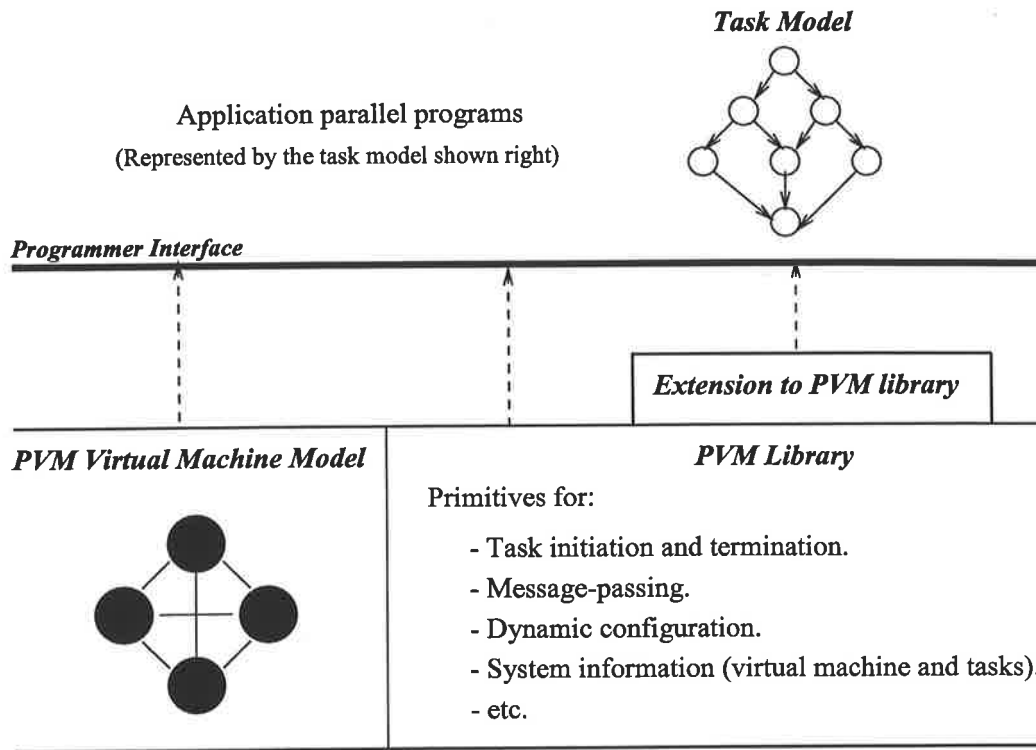 Task Model
Application parallel programs
(Represented by the task model shown right)
Programmer Interface
Extension to PVM library
PVM Virtual Machine Model
PVM Library
Primitives for:
- Task initiation and termination.
- Message-passing.
- Dynamic configuration.
- System information (virtual machine and tasks).
- etc.